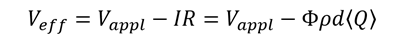 V_eff = V_appl − IR = V_appl − Φρd⟨Q⟩